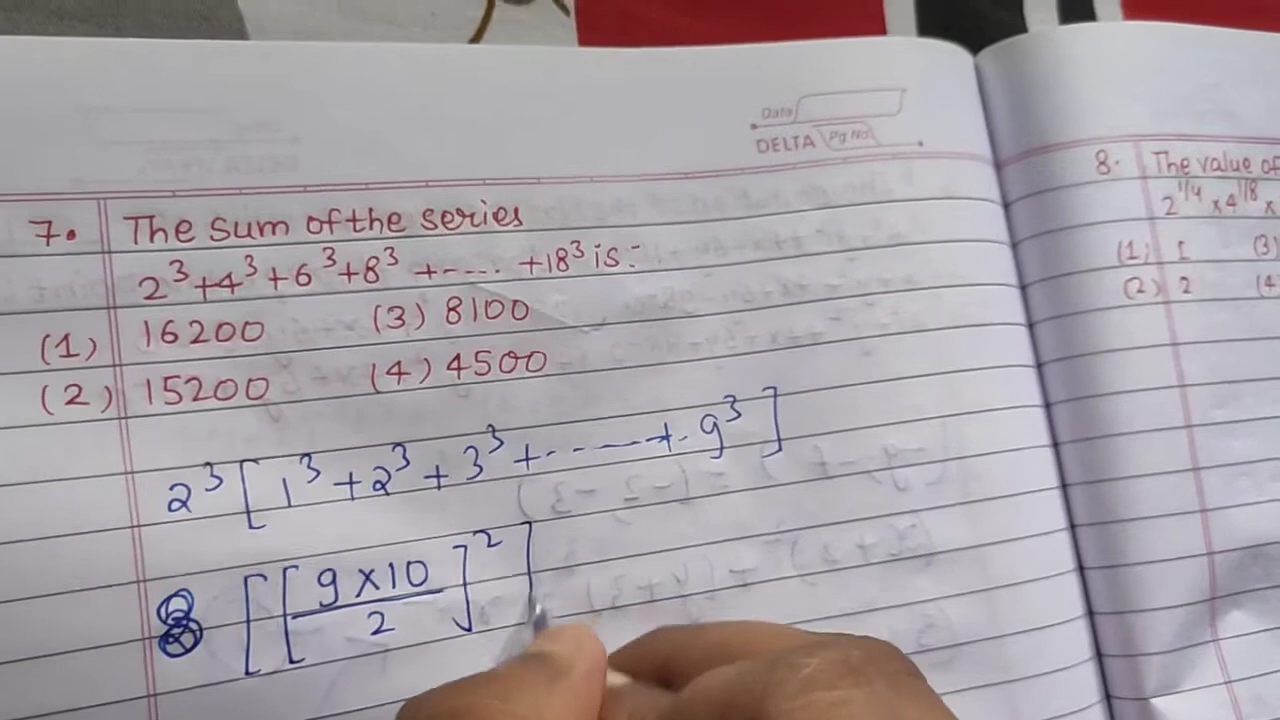 Date
DELTA Pg No
7. The sum of the series
2³+4³+6³+8³ +-.... +18³ is:-
(1) 16200 (3) 8100
(2) 15200 (4) 4500
2³ [ 1³ +2³ +3³ +.......+. 9³ ]
8 [ [ 9×10 / 2 ]² ]
8. The value of
2^1/4 ×4^1/8 ×
(1) 1 (3)
(2) 2 (4